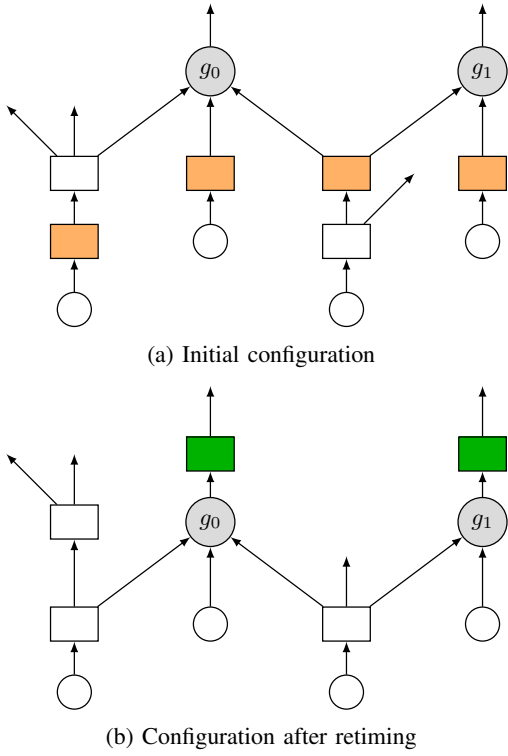 g₀ g₁
(a) Initial configuration
g₀ g₁
(b) Configuration after retiming